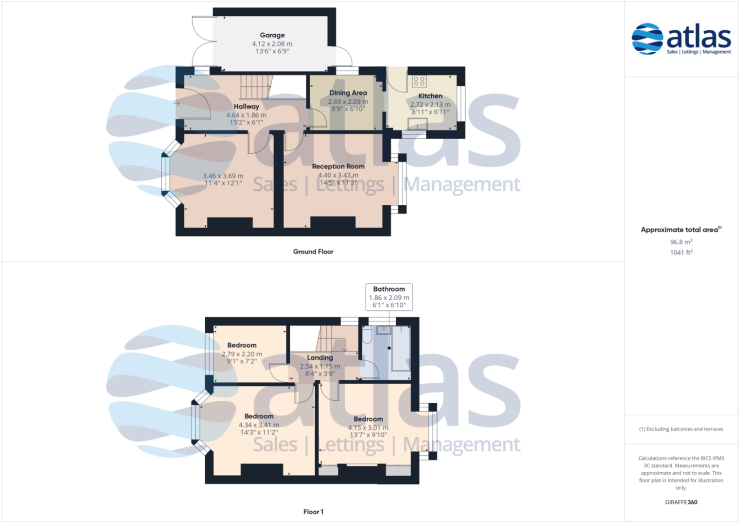 Garage
4.12 x 2.08 m
13'6" x 6'9"
Hallway
4.64 x 1.86 m
15'2" x 6'1"
Dining Area
2.69 x 2.09 m
8'9" x 6'10"
Kitchen
2.72 x 2.13 m
8'11" x 6'11"
3.46 x 3.69 m
11'4" x 12'1"
Reception Room
4.40 x 3.43 m
14'5" x 11'3"
atlas
Sales | Lettings | Management
Ground Floor
Bathroom
1.86 x 2.09 m
6'1" x 6'10"
Bedroom
2.79 x 2.20 m
9'1" x 7'2"
Landing
2.54 x 1.15 m
8'4" x 3'9"
Bedroom
4.34 x 3.41 m
14'3" x 11'2"
Bedroom
4.15 x 3.01 m
13'7" x 9'10"
atlas
Sales | Lettings | Management
Floor 1
atlas
Sales | Lettings | Management
Approximate total area⁽¹⁾
96.8 m²
1041 ft²
(1) Excluding balconies and terraces
Calculations reference the RICS IPMS
3C standard. Measurements are
approximate and not to scale. This
floor plan is intended for illustration
only.
GIRAFFE360